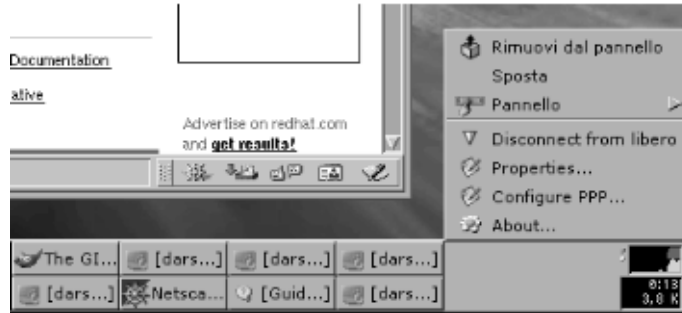 Documentation
ative
Advertise on redhat.com
and get results!
Rimuovi dal pannello
Sposta
Pannello
Disconnect from libero
Properties...
Configure PPP...
About...
The GI...
[dars...]
[dars...]
[dars...]
[dars...]
Netsca...
[Guid...]
[dars...]
0:13
3,8 K